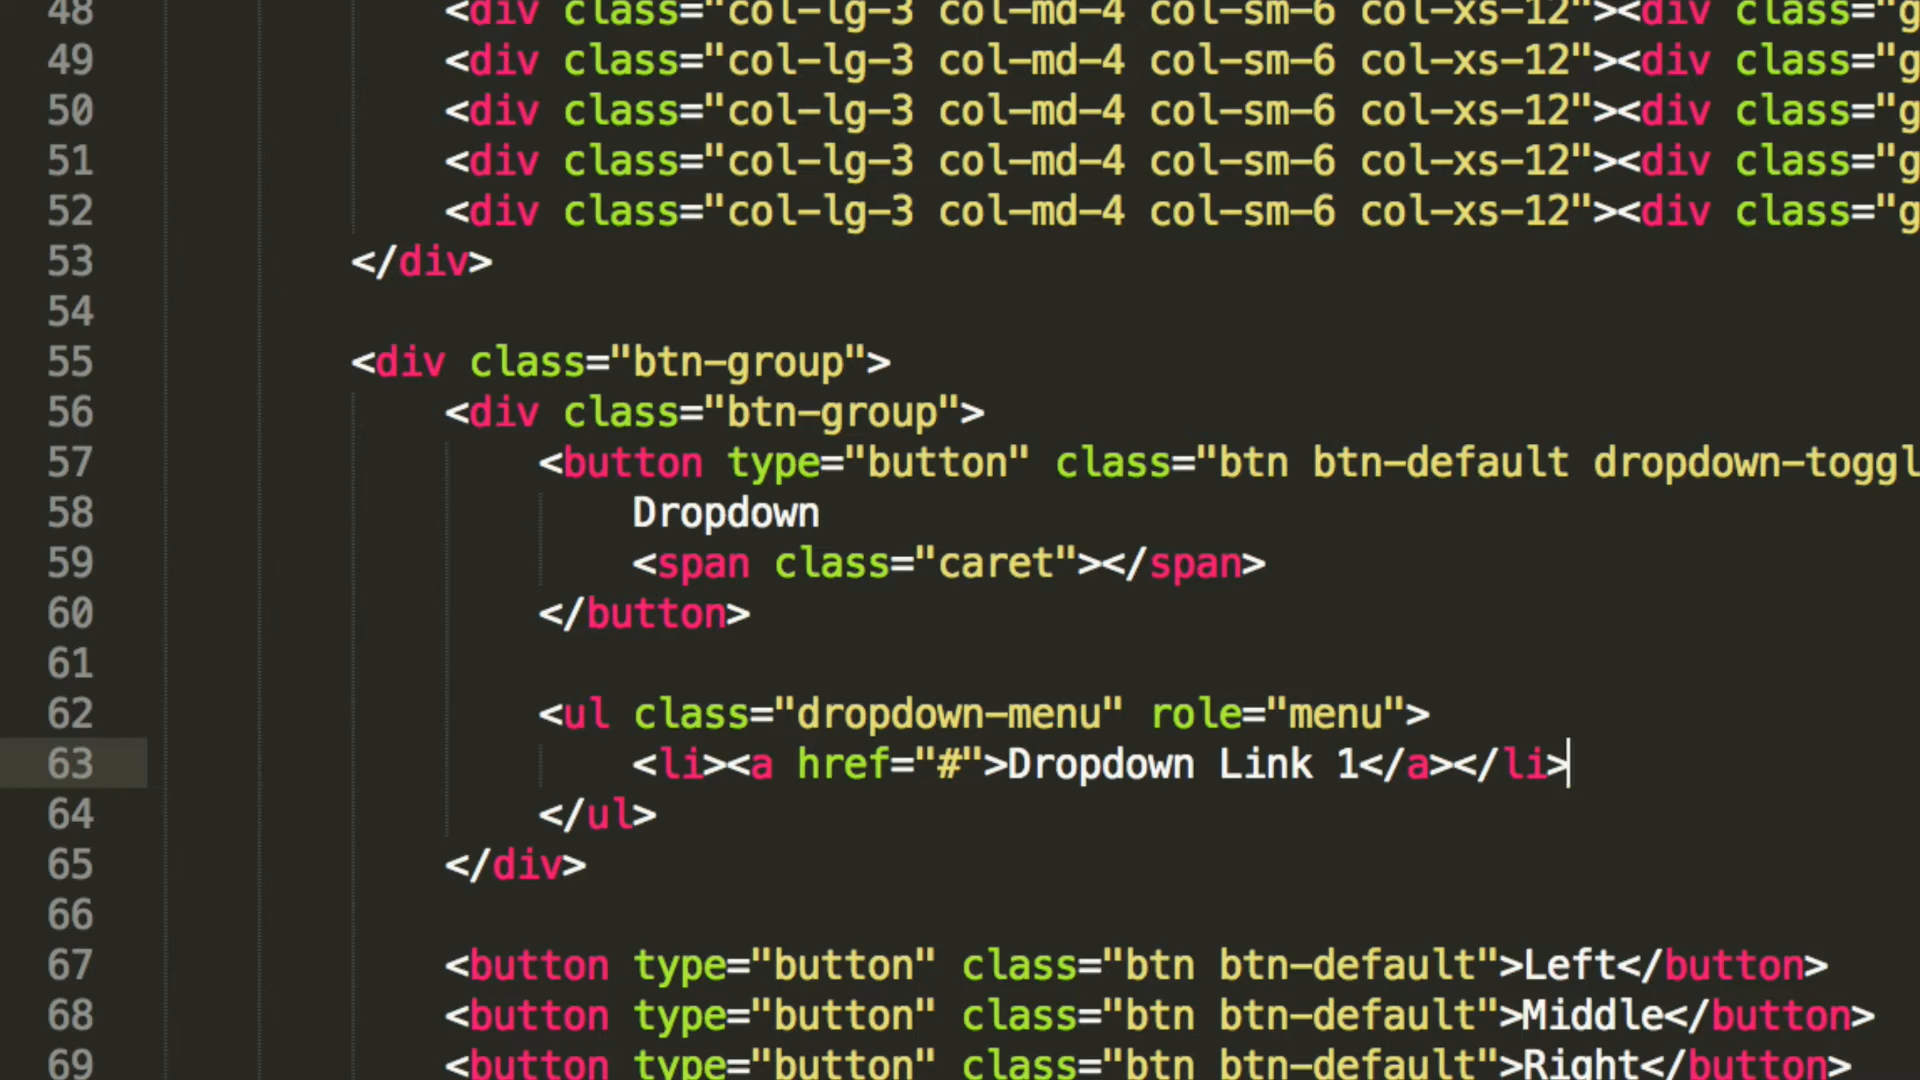 48 <div class="col-lg-3 col-md-4 col-sm-6 col-xs-12"><div class="g
49 <div class="col-lg-3 col-md-4 col-sm-6 col-xs-12"><div class="g
50 <div class="col-lg-3 col-md-4 col-sm-6 col-xs-12"><div class="g
51 <div class="col-lg-3 col-md-4 col-sm-6 col-xs-12"><div class="g
52 <div class="col-lg-3 col-md-4 col-sm-6 col-xs-12"><div class="g
53 </div>
54
55 <div class="btn-group">
56 <div class="btn-group">
57 <button type="button" class="btn btn-default dropdown-toggl
58 Dropdown
59 <span class="caret"></span>
60 </button>
61
62 <ul class="dropdown-menu" role="menu">
63 <li><a href="#">Dropdown Link 1</a></li>
64 </ul>
65 </div>
66
67 <button type="button" class="btn btn-default">Left</button>
68 <button type="button" class="btn btn-default">Middle</button>
69 <button type="button" class="btn btn-default">Right</button>